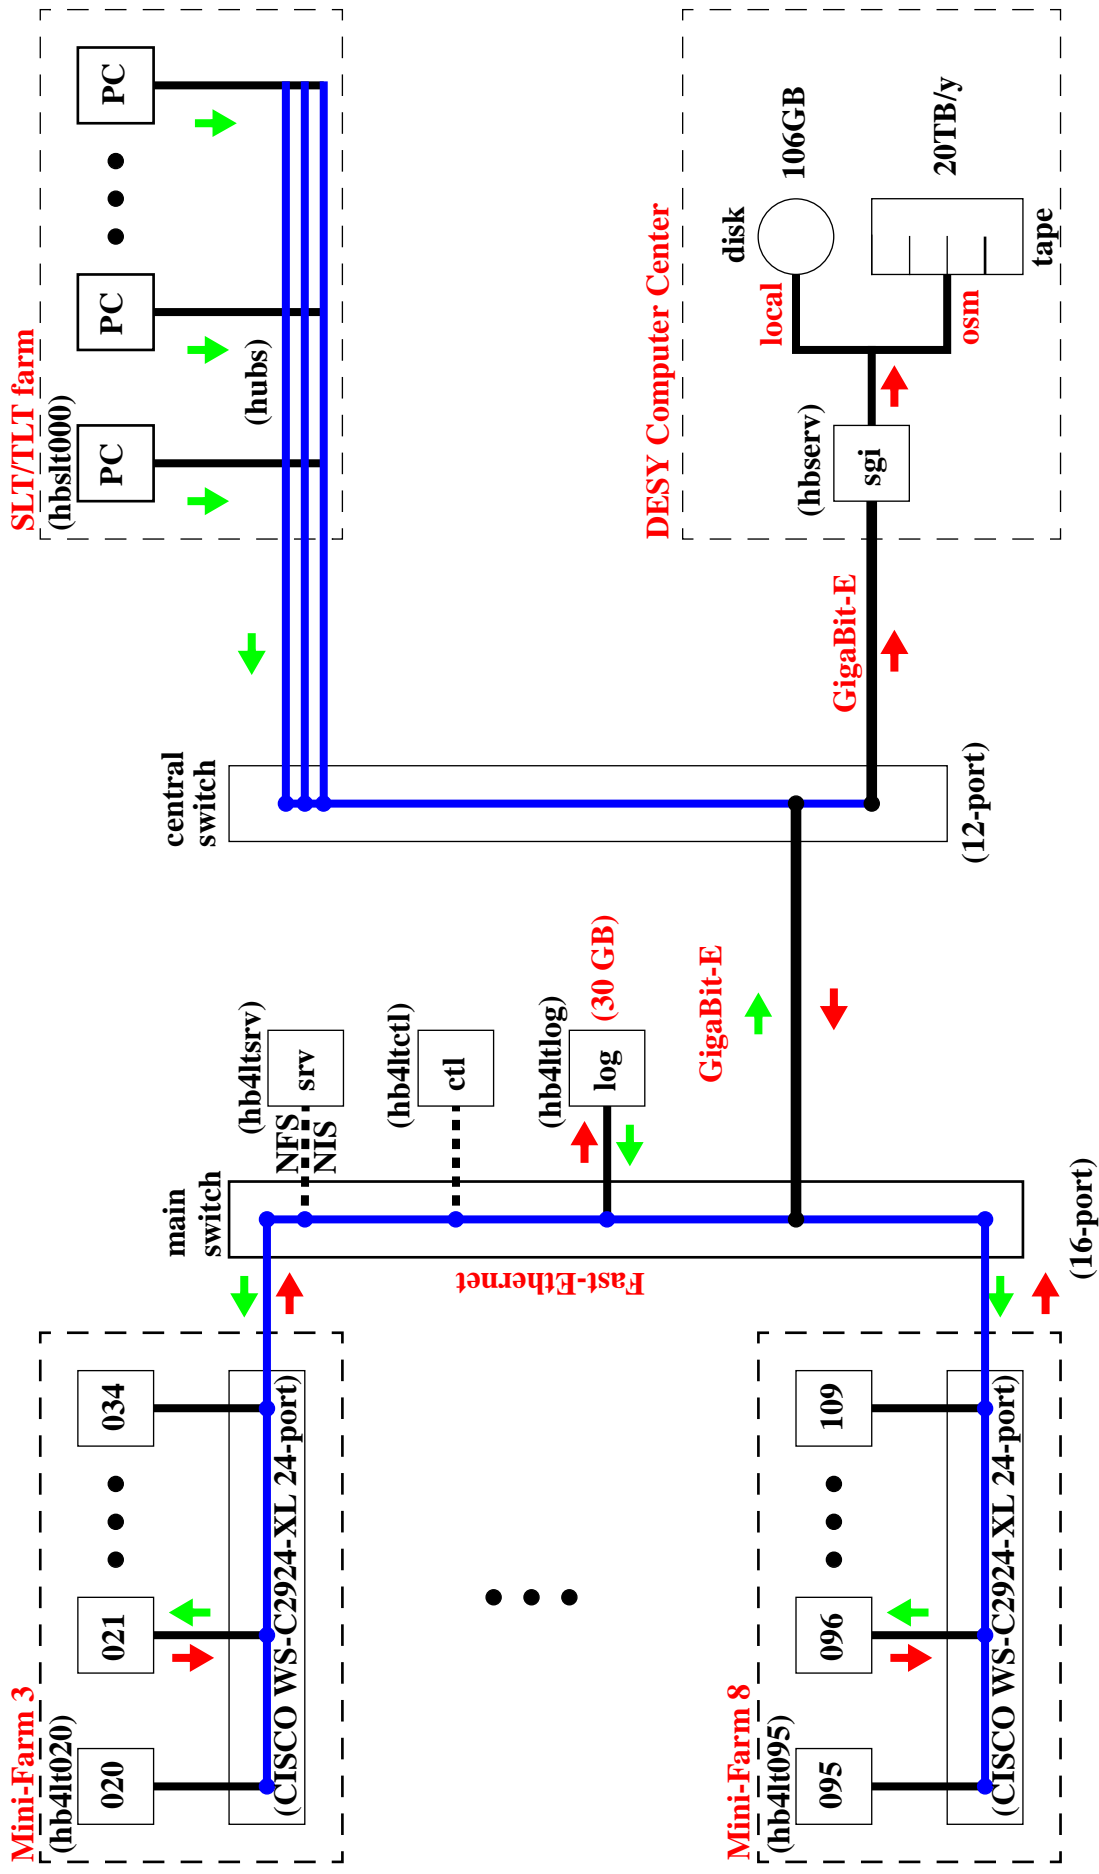 Mini-Farm 3
(hb4lt020)
020
021
034
(CISCO WS-C2924-XL 24-port)
main
switch
(hb4ltsrv)
srv
NFS
NIS
(hb4ltctl)
ctl
(hb4ltlog)
log
(30 GB)
Fast-Ethernet
GigaBit-E
(16-port)
Mini-Farm 8
(hb4lt095)
095
096
109
(CISCO WS-C2924-XL 24-port)
central
switch
(12-port)
SLT/TLT farm
(hbslt000)
PC
PC
PC
(hubs)
GigaBit-E
DESY Computer Center
(hbserv)
sgi
local
disk
106GB
osm
tape
20TB/y